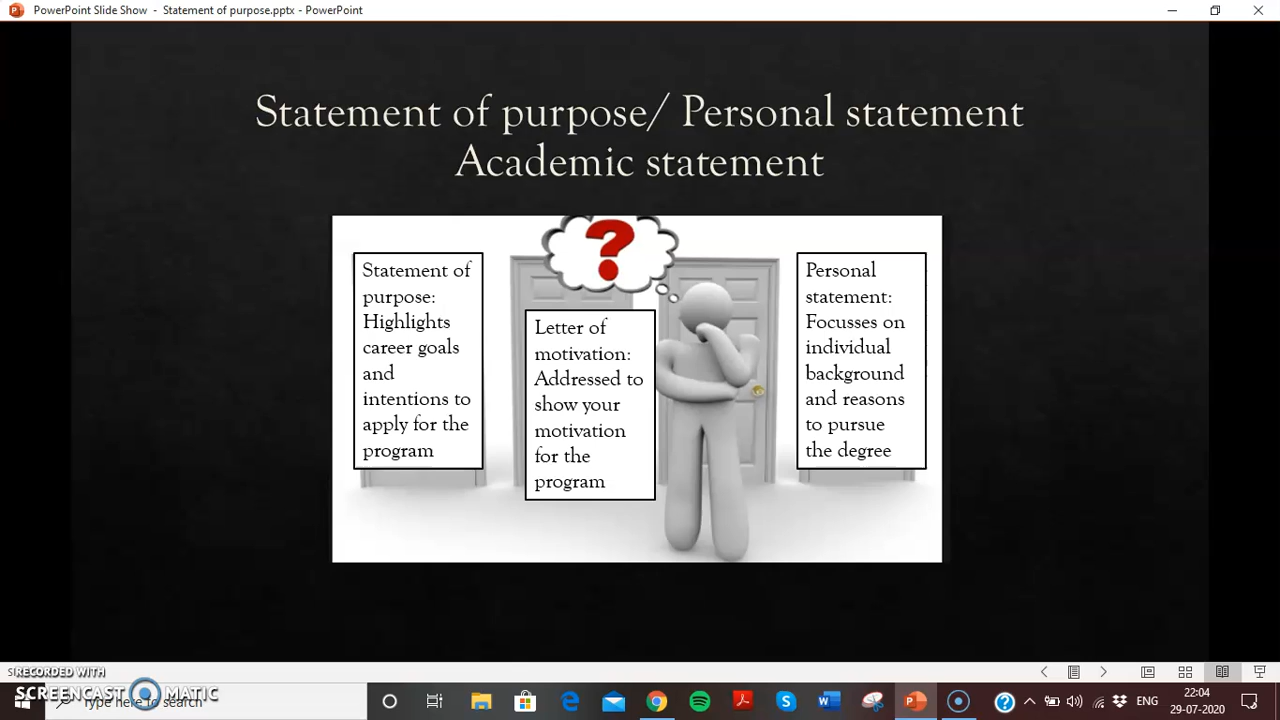 PowerPoint Slide Show - Statement of purpose.pptx - PowerPoint
Statement of purpose/ Personal statement
Academic statement
?
Statement of
purpose:
Highlights
career goals
and
intentions to
apply for the
program
Letter of
motivation:
Addressed to
show your
motivation
for the
program
Personal
statement:
Focusses on
individual
background
and reasons
to pursue
the degree
RECORDED WITH
SCREENCAST MATIC
Type here to search
ENG
22:04
29-07-2020